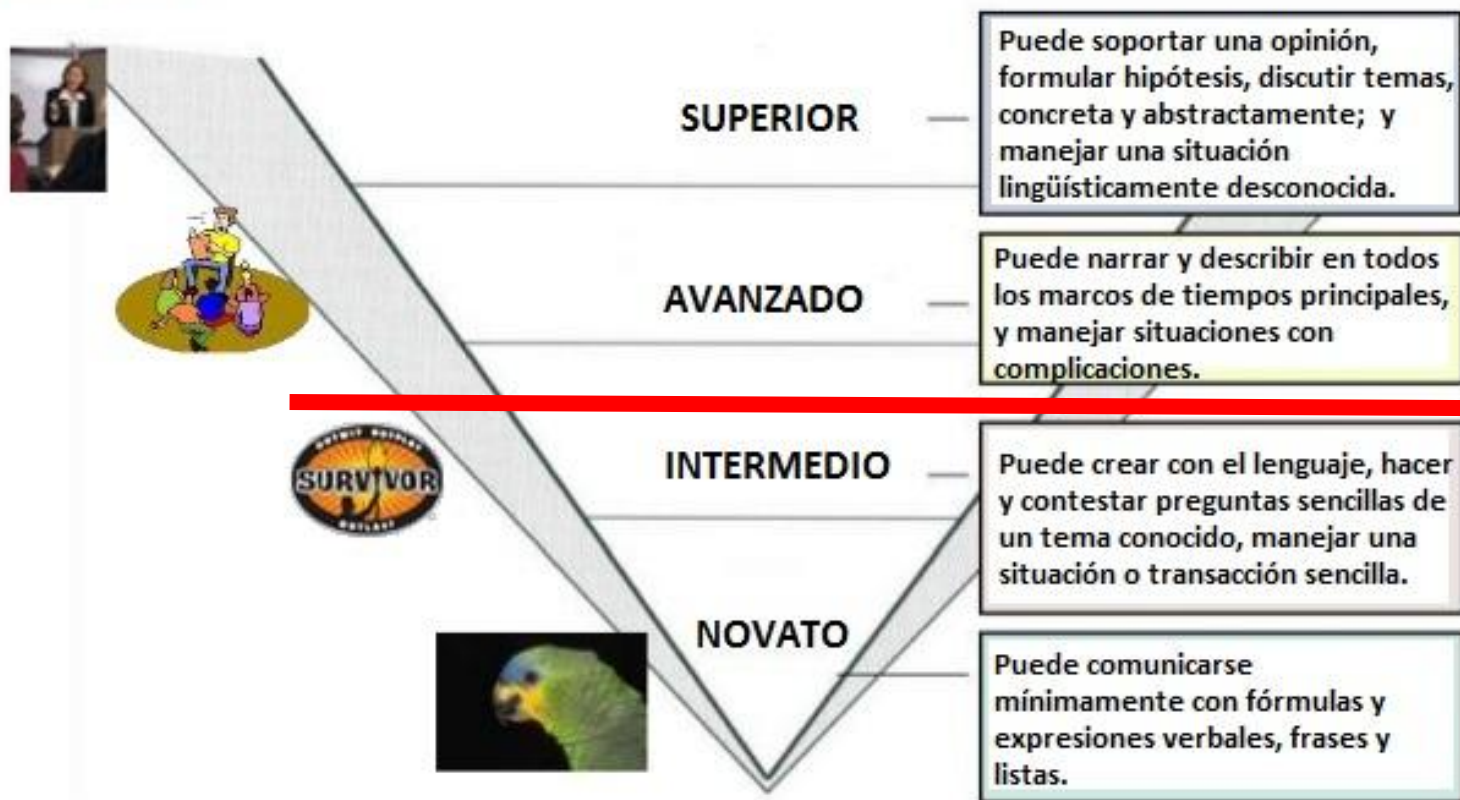 SUPERIOR
Puede soportar una opinión,
formular hipótesis, discutir temas,
concreta y abstractamente; y
manejar una situación
lingüísticamente desconocida.
AVANZADO
Puede narrar y describir en todos
los marcos de tiempos principales,
y manejar situaciones con
complicaciones.
OUTWIT OUTPLAY
SURVIVOR
OUTLAST
INTERMEDIO
Puede crear con el lenguaje, hacer
y contestar preguntas sencillas de
un tema conocido, manejar una
situación o transacción sencilla.
NOVATO
Puede comunicarse
mínimamente con fórmulas y
expresiones verbales, frases y
listas.